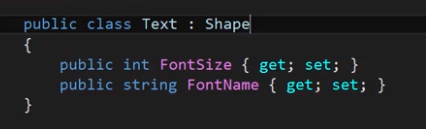 public class Text : Shape
{
    public int FontSize { get; set; }
    public string FontName { get; set; }
}